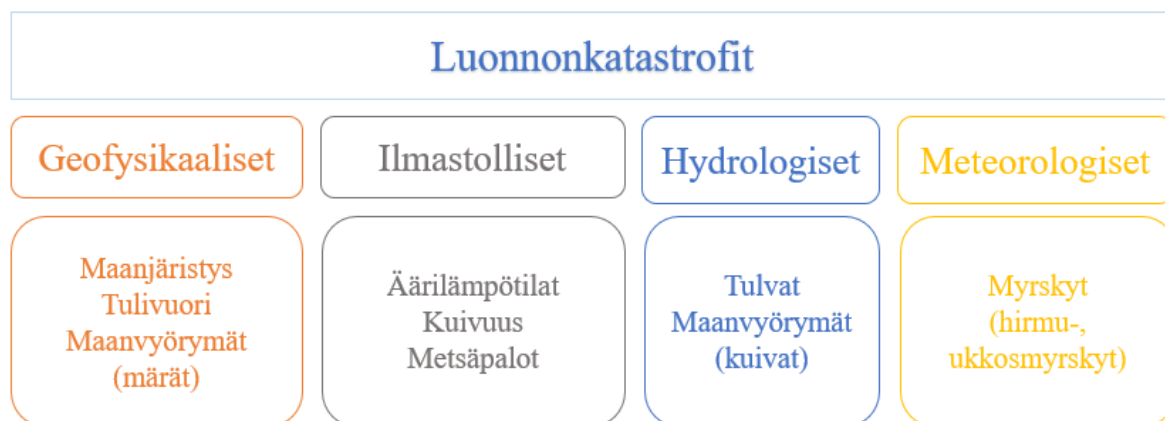 Luonnonkatastrofit
Geofysikaaliset
Ilmastolliset
Hydrologiset
Meteorologiset
Maanjäristys
Tulivuori
Maanvyörymät
(märät)
Äärilämpötilat
Kuivuus
Metsäpalot
Tulvat
Maanvyörymät
(kuivat)
Myrskyt
(hirmu-,
ukkosmyrskyt)